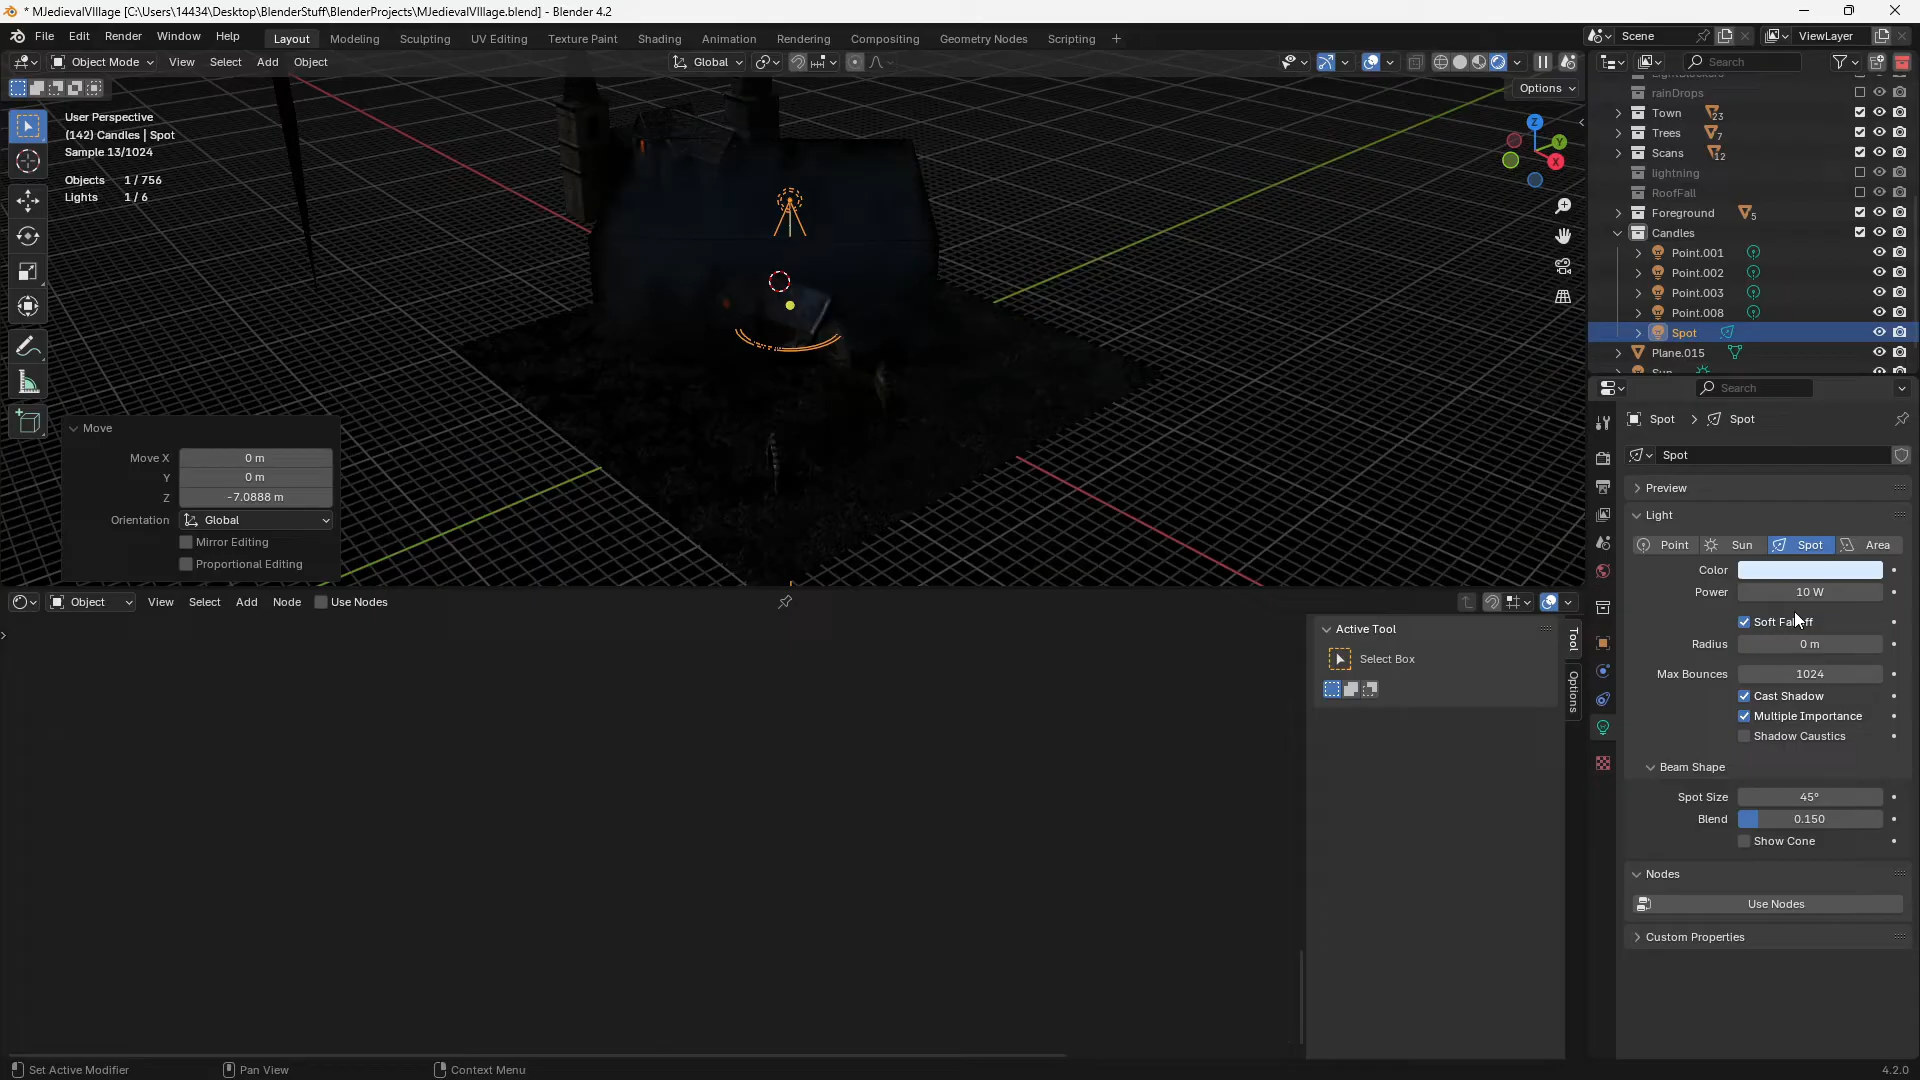 * MJedievalVIllage [C:\Users\14434\Desktop\BlenderStuff\BlenderProjects\MJedievalVIllage.blend] - Blender 4.2
File Edit Render Window Help Layout Modeling Sculpting UV Editing Texture Paint Shading Animation Rendering Compositing Geometry Nodes Scripting + Scene ViewLayer
Object Mode View Select Add Object Global Search
Options
User Perspective
(142) Candles | Spot
Sample 13/1024
Objects 1 / 756
Lights 1 / 6
Z
Y
X
rainDrops
Town 23
Trees 7
Scans 12
lightning
RoofFall
Foreground 5
Candles
Point.001
Point.002
Point.003
Point.008
Spot
Plane.015
Move
Move X 0 m
Y 0 m
Z -7.0888 m
Orientation Global
Mirror Editing
Proportional Editing
Search
Spot > Spot
Spot
Preview
Light
Point Sun Spot Area
Color
Power 10 W
Radius 0 m
Max Bounces 1024
Cast Shadow
Multiple Importance
Shadow Caustics
Beam Shape
Spot Size 45°
Blend 0.150
Show Cone
Nodes
Use Nodes
Custom Properties
Object View Select Add Node Use Nodes
Active Tool
Select Box
Tool
Options
Set Active Modifier Pan View Context Menu 4.2.0